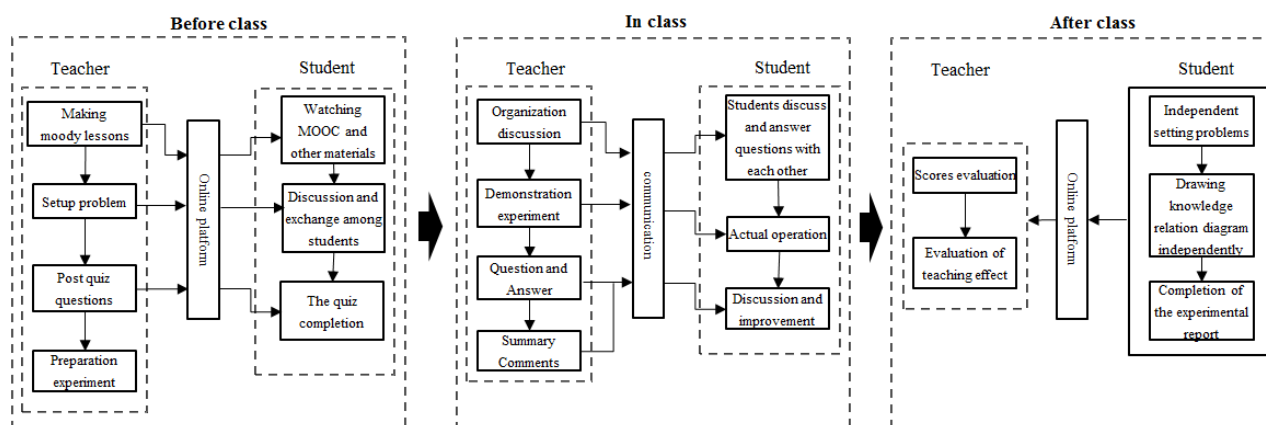 Before class
In class
After class
Teacher
Student
Making
moody lessons
Setup problem
Post quiz
questions
Preparation
experiment
Online platform
Watching
MOOC and
other materials
Discussion and
exchange among
students
The quiz
completion
Teacher
Student
Organization
discussion
Demonstration
experiment
Question and
Answer
Summary
Comments
communication
Students discuss
and answer
questions with
each other
Actual operation
Discussion and
improvement
Teacher
Student
Scores evaluation
Evaluation of
teaching effect
Online platform
Independent
setting problems
Drawing
knowledge
relation diagram
independently
Completion of
the experimental
report